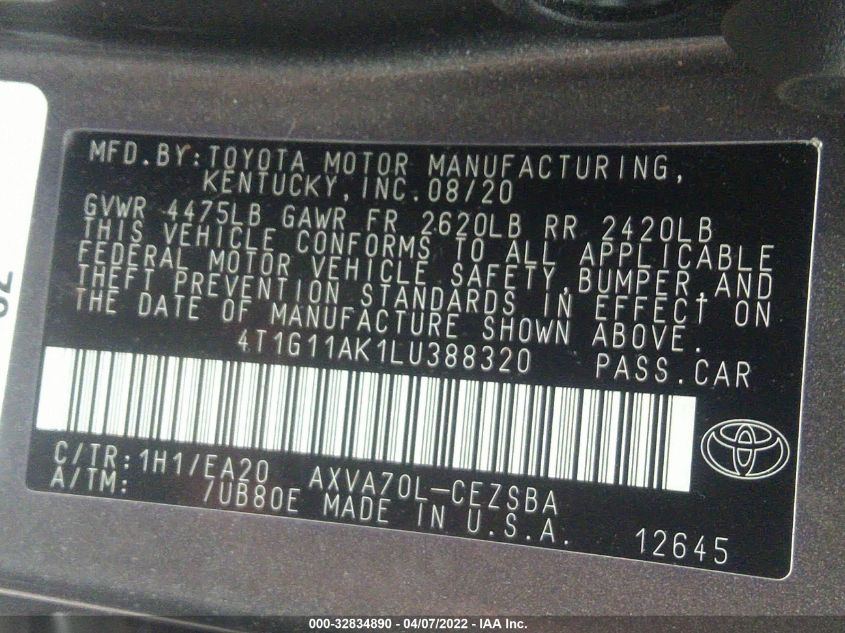 MFD.BY:TOYOTA MOTOR MANUFACTURING,
KENTUCKY,INC.08/20
GVWR 4475LB GAWR FR 2620LB RR 2420LB
THIS VEHICLE CONFORMS TO ALL APPLICABLE
FEDERAL MOTOR VEHICLE SAFETY,BUMPER,AND
THEFT PREVENTION STANDARDS IN EFFECT ON
THE DATE OF MANUFACTURE SHOWN ABOVE.
4T1G11AK1LU388320 PASS.CAR
C/TR:1H1/EA20 AXVA70L-CEZSBA
A/TM: /UB80E MADE IN U.S.A. 12645
000-32834890 - 04/07/2022 - IAA Inc.